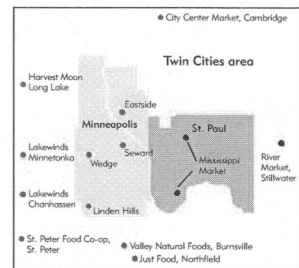 City Center Market, Cambridge
Twin Cities area
Harvest Moon
Long Lake
Eastside
Minneapolis
St. Paul
Lakewinds
Minnetonka
Wedge
Seward
Mississippi
Market
River
Market,
Stillwater
Lakewinds
Chanhassen
Linden Hills
St. Peter Food Co-op,
St. Peter
Valley Natural Foods, Burnsville
Just Food, Northfield